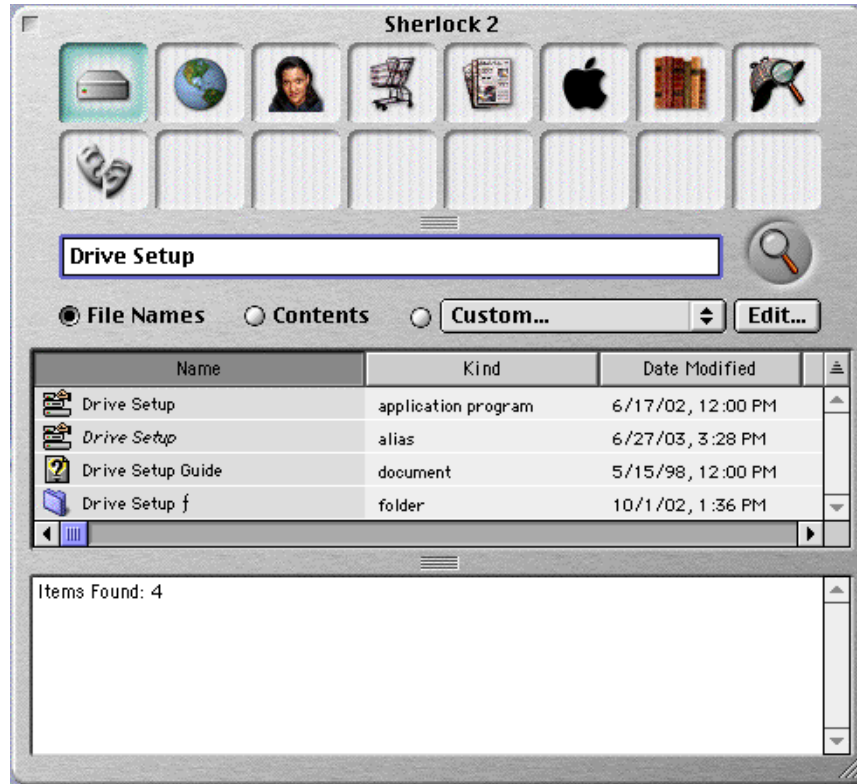 Sherlock 2
Drive Setup
File Names Contents Custom... Edit...
Name Kind Date Modified
Drive Setup application program 6/17/02, 12:00 PM
Drive Setup alias 6/27/03, 3:28 PM
Drive Setup Guide document 5/15/98, 12:00 PM
Drive Setup ƒ folder 10/1/02, 1:36 PM
Items Found: 4